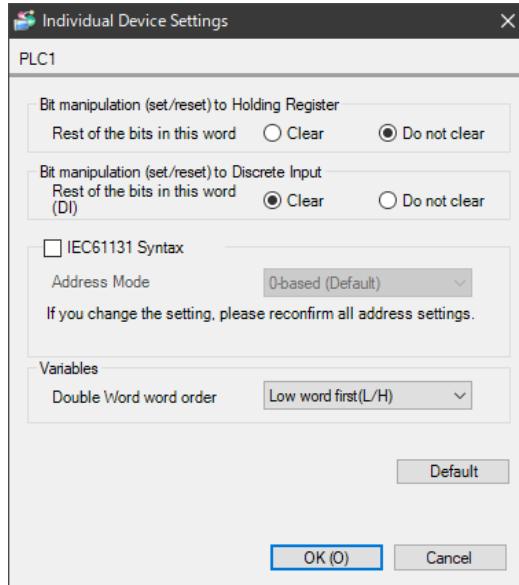 Individual Device Settings
PLC1
Bit manipulation (set/reset) to Holding Register
Rest of the bits in this word Clear Do not clear
Bit manipulation (set/reset) to Discrete Input
Rest of the bits in this word
(DI) Clear Do not clear
IEC61131 Syntax
Address Mode 0-based (Default)
If you change the setting, please reconfirm all address settings.
Variables
Double Word word order Low word first(L/H)
Default
OK (O) Cancel